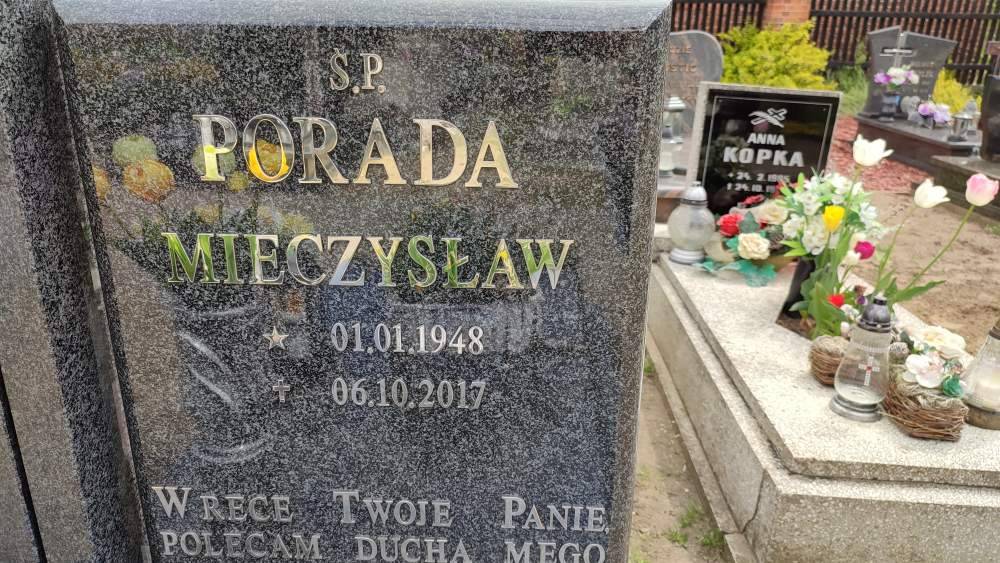 Ś.P.
PORADA
MIECZYSŁAW
01.01.1948
06.10.2017
W RĘCE TWOJE PANIE
POLECAM DUCHA MEGO
ANNA
KOPKA